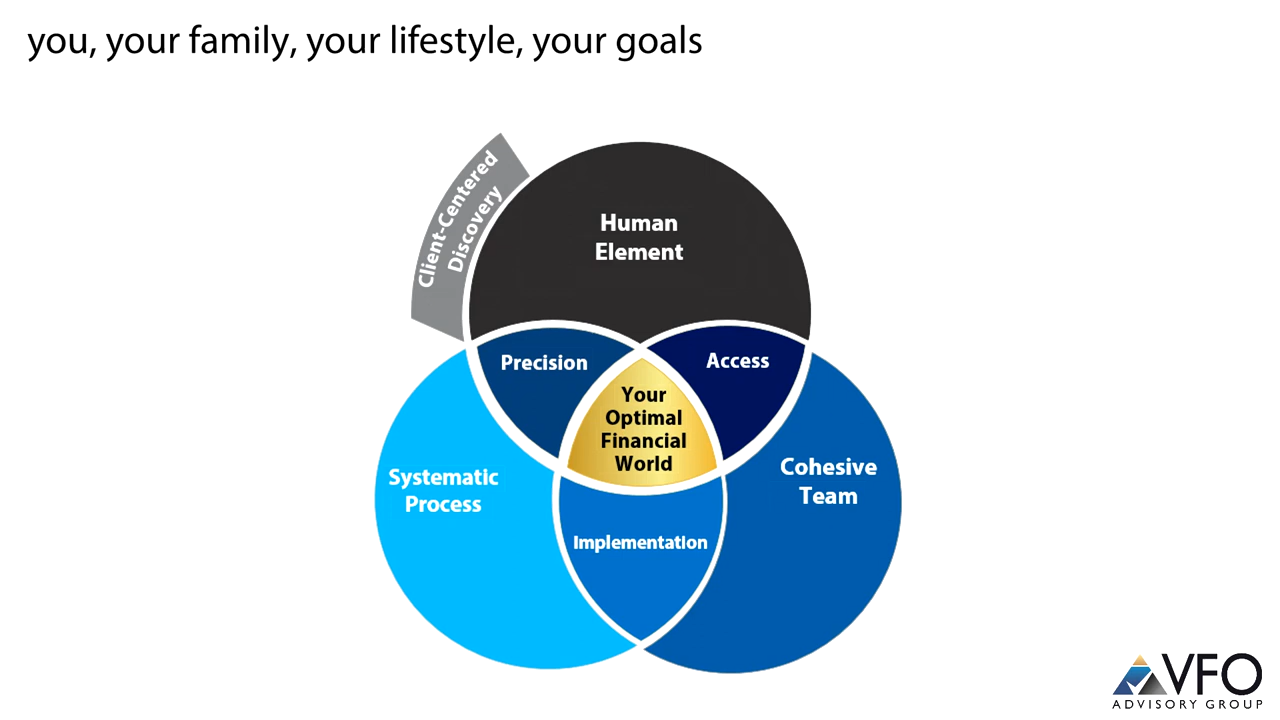 you, your family, your lifestyle, your goals
Client-Centered
Discovery
Human
Element
Precision
Access
Your
Optimal
Financial
World
Systematic
Process
Cohesive
Team
Implementation
VFO
ADVISORY GROUP